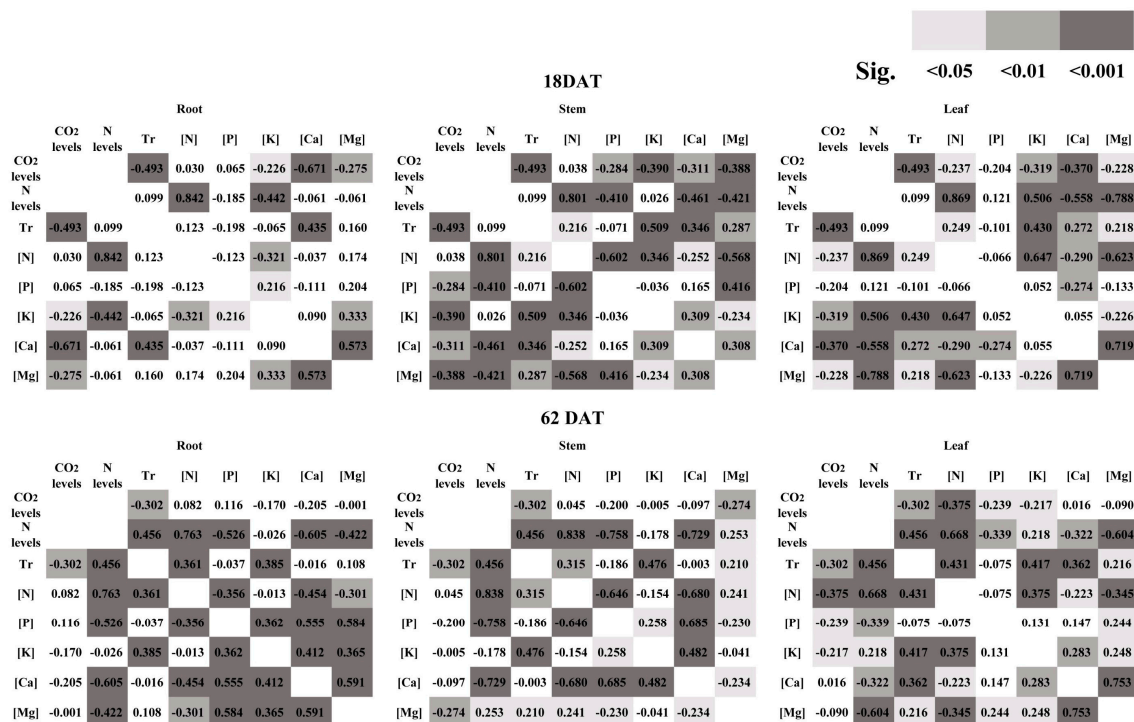 Sig. <0.05 <0.01 <0.001
18DAT
Root Stem Leaf
CO2 levels N levels Tr [N] [P] [K] [Ca] [Mg] CO2 levels N levels Tr [N] [P] [K] [Ca] [Mg] CO2 levels N levels Tr [N] [P] [K] [Ca] [Mg]
CO2 levels -0.493 0.030 0.065 -0.226 -0.671 -0.275 CO2 levels -0.493 0.038 -0.284 -0.390 -0.311 -0.388 CO2 levels -0.493 -0.237 -0.204 -0.319 -0.370 -0.228
N levels 0.099 0.842 -0.185 -0.442 -0.061 -0.061 N levels 0.099 0.801 -0.410 0.026 -0.461 -0.421 N levels 0.099 0.869 0.121 0.506 -0.558 -0.788
Tr -0.493 0.099 0.123 -0.198 -0.065 0.435 0.160 Tr -0.493 0.099 0.216 -0.071 0.509 0.346 0.287 Tr -0.493 0.099 0.249 -0.101 0.430 0.272 0.218
[N] 0.030 0.842 0.123 -0.123 -0.321 -0.037 0.174 [N] 0.038 0.801 0.216 -0.602 0.346 -0.252 -0.568 [N] -0.237 0.869 0.249 -0.066 0.647 -0.290 -0.623
[P] 0.065 -0.185 -0.198 -0.123 0.216 -0.111 0.204 [P] -0.284 -0.410 -0.071 -0.602 -0.036 0.165 0.416 [P] -0.204 0.121 -0.101 -0.066 0.052 -0.274 -0.133
[K] -0.226 -0.442 -0.065 -0.321 0.216 0.090 0.333 [K] -0.390 0.026 0.509 0.346 -0.036 0.309 -0.234 [K] -0.319 0.506 0.430 0.647 0.052 0.055 -0.226
[Ca] -0.671 -0.061 0.435 -0.037 -0.111 0.090 0.573 [Ca] -0.311 -0.461 0.346 -0.252 0.165 0.309 0.308 [Ca] -0.370 -0.558 0.272 -0.290 -0.274 0.055 0.719
[Mg] -0.275 -0.061 0.160 0.174 0.204 0.333 0.573 [Mg] -0.388 -0.421 0.287 -0.568 0.416 -0.234 0.308 [Mg] -0.228 -0.788 0.218 -0.623 -0.133 -0.226 0.719
62 DAT
Root Stem Leaf
CO2 levels N levels Tr [N] [P] [K] [Ca] [Mg] CO2 levels N levels Tr [N] [P] [K] [Ca] [Mg] CO2 levels N levels Tr [N] [P] [K] [Ca] [Mg]
CO2 levels -0.302 0.082 0.116 -0.170 -0.205 -0.001 CO2 levels -0.302 0.045 -0.200 -0.005 -0.097 -0.274 CO2 levels -0.302 -0.375 -0.239 -0.217 0.016 -0.090
N levels 0.456 0.763 -0.526 -0.026 -0.605 -0.422 N levels 0.456 0.838 -0.758 -0.178 -0.729 0.253 N levels 0.456 0.668 -0.339 0.218 -0.322 -0.604
Tr -0.302 0.456 0.361 -0.037 0.385 -0.016 0.108 Tr -0.302 0.456 0.315 -0.186 0.476 -0.003 0.210 Tr -0.302 0.456 0.431 -0.075 0.417 0.362 0.216
[N] 0.082 0.763 0.361 -0.356 -0.013 -0.454 -0.301 [N] 0.045 0.838 0.315 -0.646 -0.154 -0.680 0.241 [N] -0.375 0.668 0.431 -0.075 0.375 -0.223 -0.345
[P] 0.116 -0.526 -0.037 -0.356 0.362 0.555 0.584 [P] -0.200 -0.758 -0.186 -0.646 0.258 0.685 -0.230 [P] -0.239 -0.339 -0.075 -0.075 0.131 0.147 0.244
[K] -0.170 -0.026 0.385 -0.013 0.362 0.412 0.365 [K] -0.005 -0.178 0.476 -0.154 0.258 0.482 -0.041 [K] -0.217 0.218 0.417 0.375 0.131 0.283 0.248
[Ca] -0.205 -0.605 -0.016 -0.454 0.555 0.412 0.591 [Ca] -0.097 -0.729 -0.003 -0.680 0.685 0.482 -0.234 [Ca] 0.016 -0.322 0.362 -0.223 0.147 0.283 0.753
[Mg] -0.001 -0.422 0.108 -0.301 0.584 0.365 0.591 [Mg] -0.274 0.253 0.210 0.241 -0.230 -0.041 -0.234 [Mg] -0.090 -0.604 0.216 -0.345 0.244 0.248 0.753